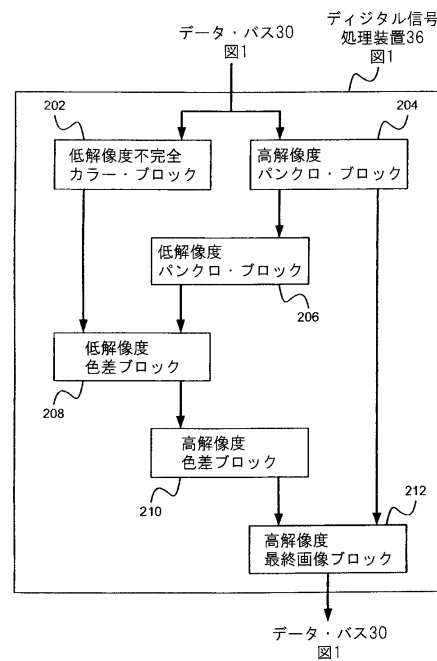 データ・バス30
図1
ディジタル信号
処理装置36
図1
202
204
低解像度不完全
カラー・ブロック
高解像度
パンクロ・ブロック
低解像度
パンクロ・ブロック
206
低解像度
色差ブロック
208
高解像度
色差ブロック
210
212
高解像度
最終画像ブロック
データ・バス30
図1